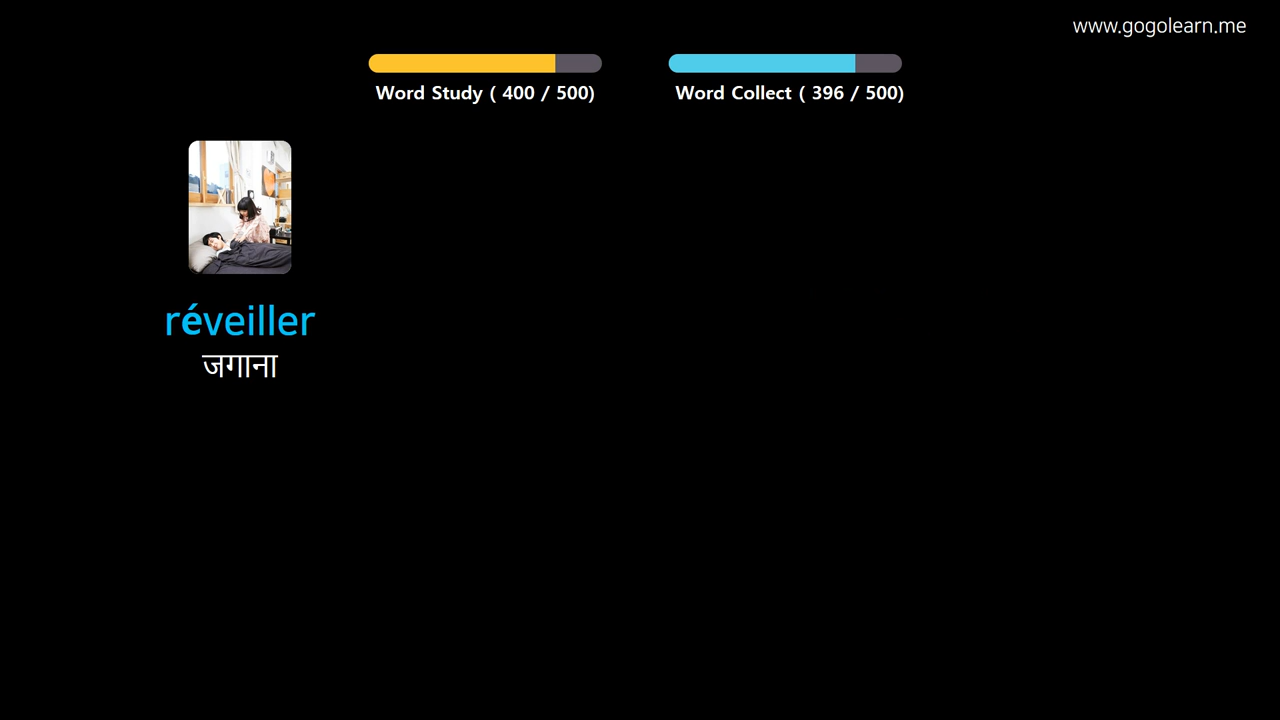 www.gogolearn.me
Word Study ( 400 / 500)
Word Collect ( 396 / 500)
réveiller
जगाना